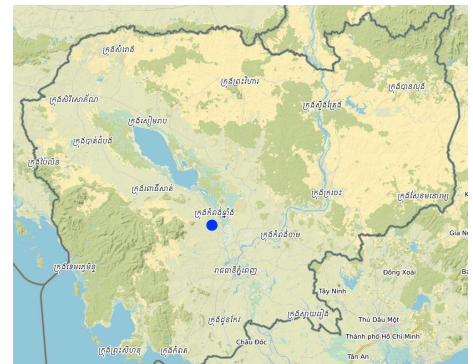 ក្រុងសំរោង
ក្រុងព្រះវិហារ
ក្រុងបានលុង
ក្រុងសិរីសោភ័ណ
ក្រុងស្ទឹងត្រែង
ក្រុងសៀមរាប
ក្រុងបាត់ដំបង
ក្រុងប៉ៃលិន
ក្រុងពោធិ៍សាត់
ក្រុងក្រចេះ
ក្រុងសែនមនោរម្យ
ក្រុងកំពង់ឆ្នាំង
ក្រុងកំពង់ចាម
Gia N
ក្រុងខេមរភូមិន្ទ
រាជធានីភ្នំពេញ
Đồng Xoài
Tây Ninh
ក្រុងដូនកែវ
ក្រុងស្វាយរៀង
Thủ Dầu Một
Thành phố Hồ Chí Minh
Châu Đốc
ក្រុងព្រះសីហនុ
ក្រុងកំពត
Tân An